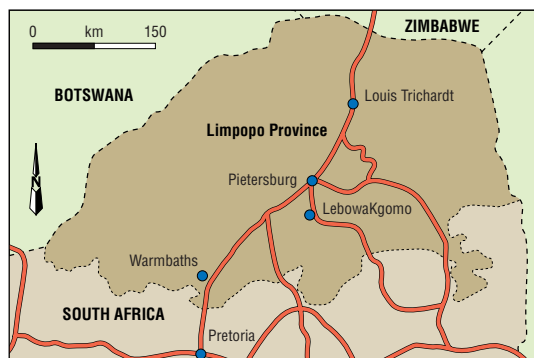 ZIMBABWE
0 km 150
BOTSWANA
Louis Trichardt
Limpopo Province
Pietersburg
N
LebowaKgomo
Warmbaths
SOUTH AFRICA
Pretoria